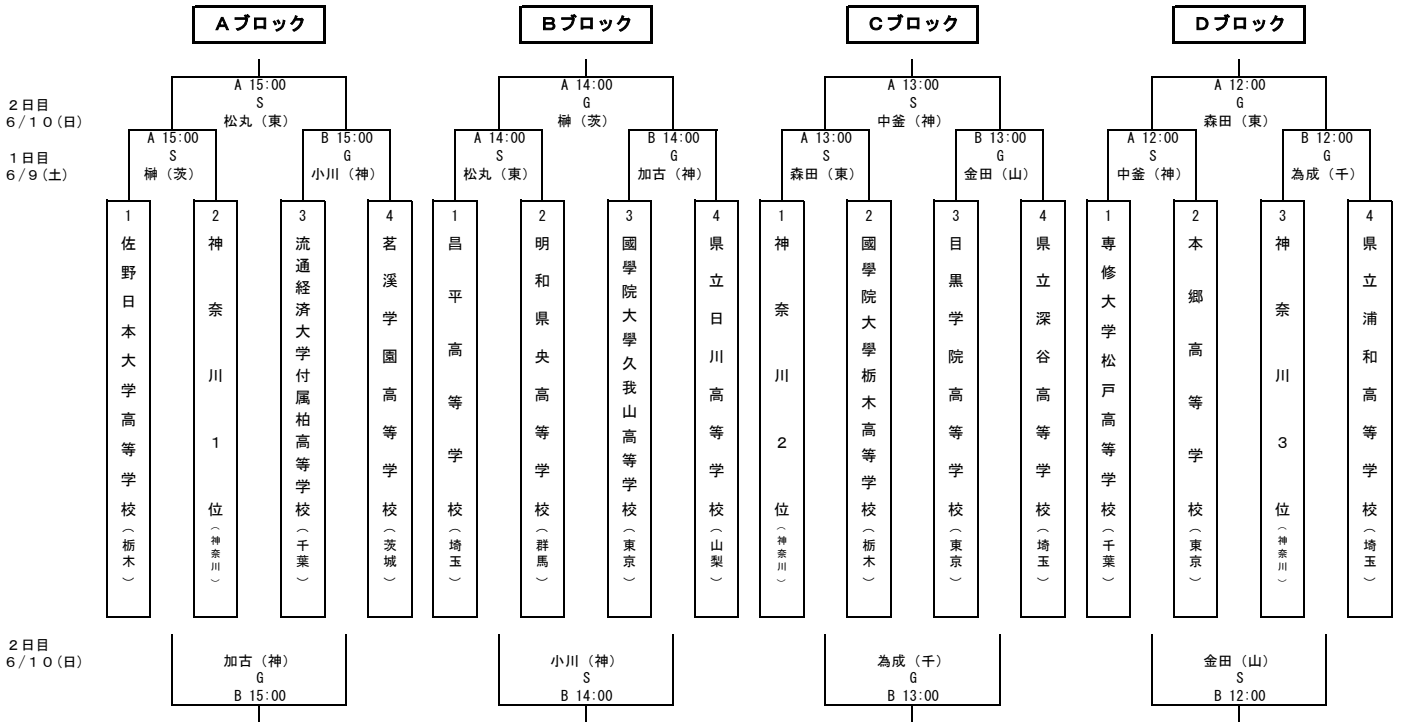 Ａブロック
Ｂブロック
Ｃブロック
Ｄブロック
２日目
６/１０(日)
A 15:00
S
松丸（東）
A 14:00
G
榊（茨）
A 13:00
S
中釜（神）
A 12:00
G
森田（東）
１日目
６/９(土)
A 15:00
S
榊（茨）
B 15:00
G
小川（神）
A 14:00
S
松丸（東）
B 14:00
G
加古（神）
A 13:00
S
森田（東）
B 13:00
G
金田（山）
A 12:00
S
中釜（神）
B 12:00
G
為成（千）
1
佐野日本大学高等学校（栃木）
2
神奈川１位（神奈川）
3
流通経済大学付属柏高等学校（千葉）
4
茗溪学園高等学校（茨城）
1
昌平高等学校（埼玉）
2
明和県央高等学校（群馬）
3
國學院大學久我山高等学校（東京）
4
県立日川高等学校（山梨）
1
神奈川２位（神奈川）
2
國學院大學栃木高等学校（栃木）
3
目黒学院高等学校（東京）
4
県立深谷高等学校（埼玉）
1
専修大学松戸高等学校（千葉）
2
本郷高等学校（東京）
3
神奈川３位（神奈川）
4
県立浦和高等学校（埼玉）
２日目
６/１０(日)
加古（神）
G
B 15:00
小川（神）
S
B 14:00
為成（千）
G
B 13:00
金田（山）
S
B 12:00